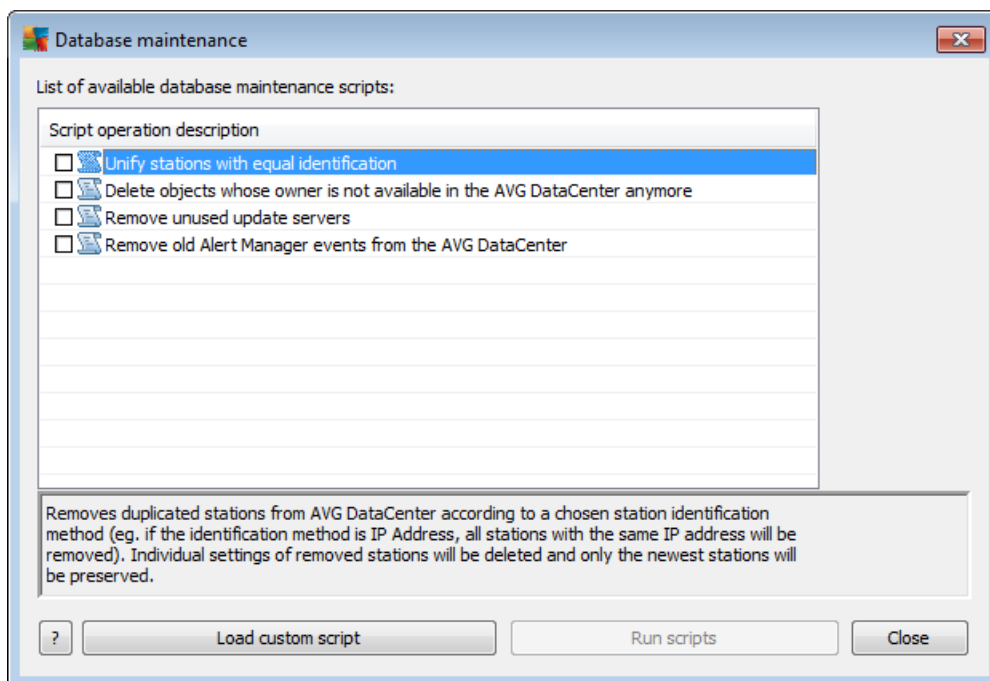 Database maintenance
List of available database maintenance scripts:
Script operation description
Unify stations with equal identification
Delete objects whose owner is not available in the AVG DataCenter anymore
Remove unused update servers
Remove old Alert Manager events from the AVG DataCenter
Removes duplicated stations from AVG DataCenter according to a chosen station identification
method (eg. if the identification method is IP Address, all stations with the same IP address will be
removed). Individual settings of removed stations will be deleted and only the newest stations will
be preserved.
? Load custom script Run scripts Close